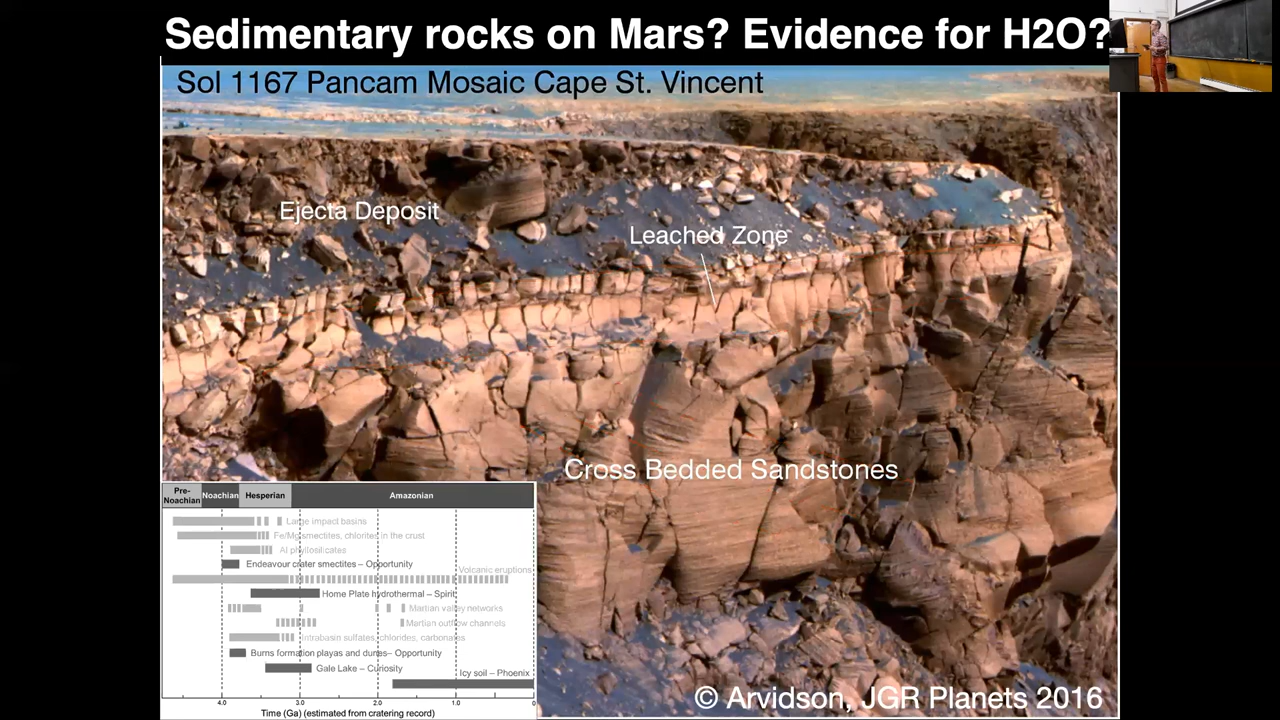 Sedimentary rocks on Mars? Evidence for H2O?
Sol 1167 Pancam Mosaic Cape St. Vincent
Ejecta Deposit
Leached Zone
Cross Bedded Sandstones
Pre-
Noachian
Noachian
Hesperian
Amazonian
Large impact basins
Fe/Mg smectites, chlorites in the crust
Al phyllosilicates
Endeavour crater smectites – Opportunity
Volcanic eruptions
Home Plate hydrothermal – Spirit
Martian valley networks
Martian outflow channels
Intrabasin sulfates, chlorides, carbonates
Burns formation playas and dunes – Opportunity
Gale Lake – Curiosity
Icy soil – Phoenix
4.0 3.0 2.0 1.0 0
Time (Ga) (estimated from cratering record)
© Arvidson, JGR Planets 2016